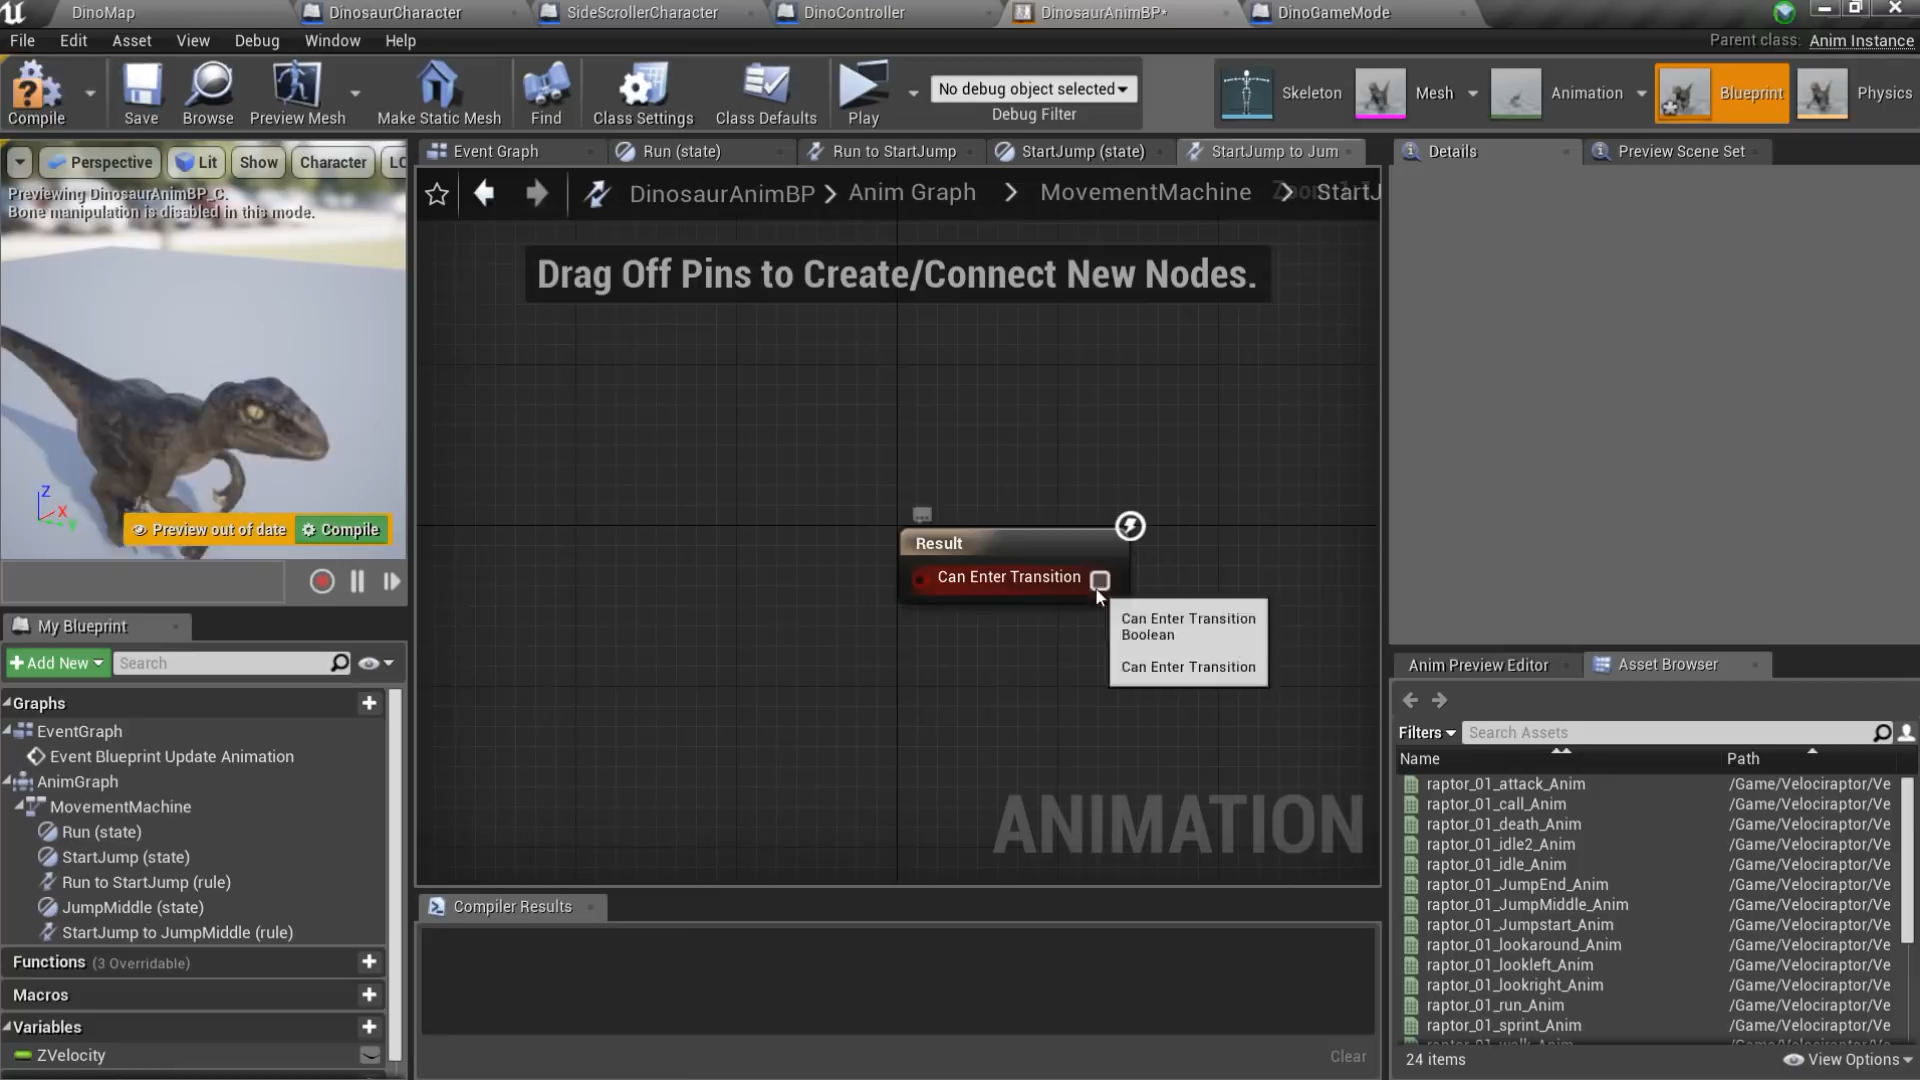 DinoMap
DinosaurCharacter
SideScrollerCharacter
DinoController
DinosaurAnimBP*
DinoGameMode
File Edit Asset View Debug Window Help
Parent class: Anim Instance
Compile
Save
Browse
Preview Mesh
Make Static Mesh
Find
Class Settings
Class Defaults
Play
No debug object selected
Debug Filter
Skeleton
Mesh
Animation
Blueprint
Physics
Perspective
Lit
Show
Character
LO
Previewing DinosaurAnimBP_C.
Bone manipulation is disabled in this mode.
Z
X
Y
Preview out of date
Compile
Event Graph
Run (state)
Run to StartJump
StartJump (state)
StartJump to Jum
DinosaurAnimBP > Anim Graph > MovementMachine > StartJ
Drag Off Pins to Create/Connect New Nodes.
Result
Can Enter Transition
Can Enter Transition
Boolean
Can Enter Transition
ANIMATION
Compiler Results
Clear
My Blueprint
Add New
Search
Graphs
EventGraph
Event Blueprint Update Animation
AnimGraph
MovementMachine
Run (state)
StartJump (state)
Run to StartJump (rule)
JumpMiddle (state)
StartJump to JumpMiddle (rule)
Functions (3 Overridable)
Macros
Variables
ZVelocity
Details
Preview Scene Set
Anim Preview Editor
Asset Browser
Filters
Search Assets
Name Path
raptor_01_attack_Anim /Game/Velociraptor/Ve
raptor_01_call_Anim /Game/Velociraptor/Ve
raptor_01_death_Anim /Game/Velociraptor/Ve
raptor_01_idle2_Anim /Game/Velociraptor/Ve
raptor_01_idle_Anim /Game/Velociraptor/Ve
raptor_01_JumpEnd_Anim /Game/Velociraptor/Ve
raptor_01_JumpMiddle_Anim /Game/Velociraptor/Ve
raptor_01_Jumpstart_Anim /Game/Velociraptor/Ve
raptor_01_lookaround_Anim /Game/Velociraptor/Ve
raptor_01_lookleft_Anim /Game/Velociraptor/Ve
raptor_01_lookright_Anim /Game/Velociraptor/Ve
raptor_01_run_Anim /Game/Velociraptor/Ve
raptor_01_sprint_Anim /Game/Velociraptor/Ve
24 items
View Options